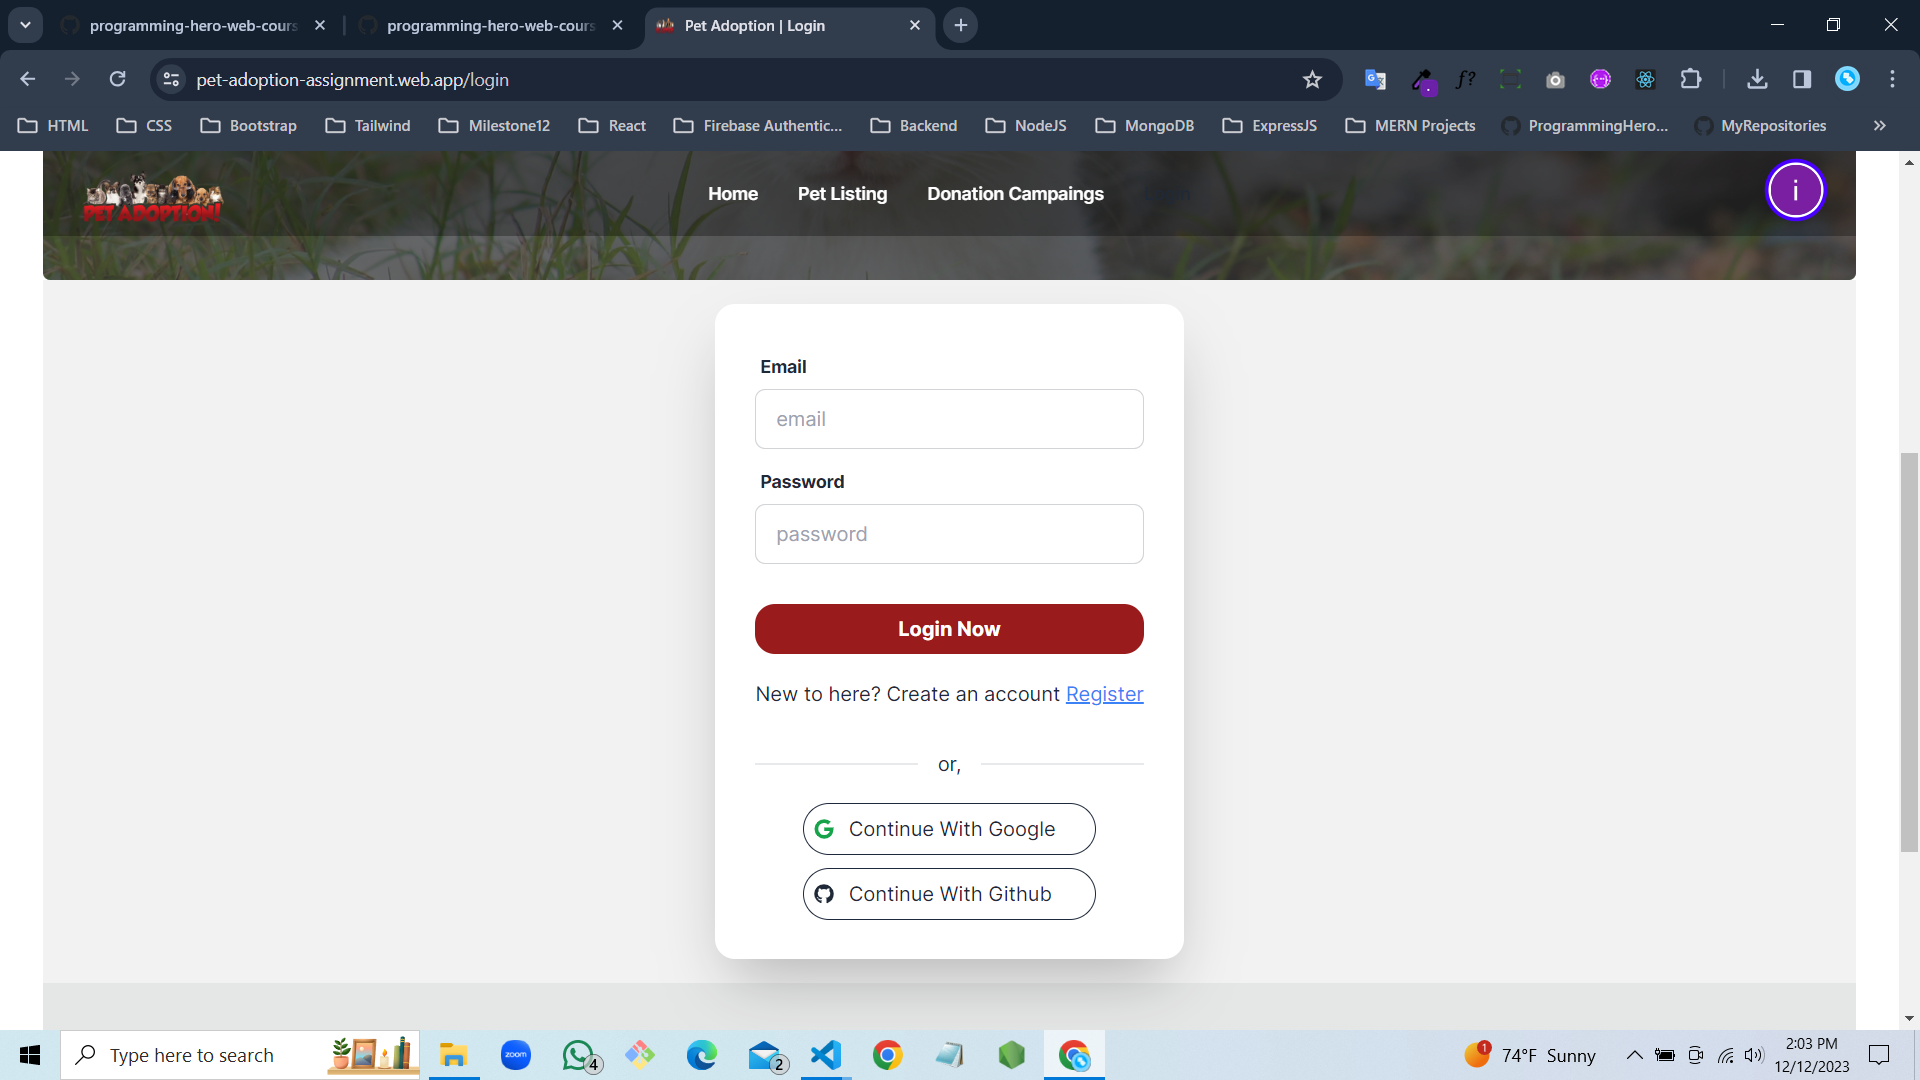 programming-hero-web-cours
programming-hero-web-cours
Pet Adoption | Login
pet-adoption-assignment.web.app/login
f?
HTML
CSS
Bootstrap
Tailwind
Milestone12
React
Firebase Authentic...
Backend
NodeJS
MongoDB
ExpressJS
MERN Projects
ProgrammingHero...
MyRepositories
PET ADOPTION!
Home
Pet Listing
Donation Campaings
i
Email
email
Password
password
Login Now
New to here? Create an account Register
or,
Continue With Google
Continue With Github
Type here to search
zoom
4
2
1
74°F Sunny
2:03 PM
12/12/2023